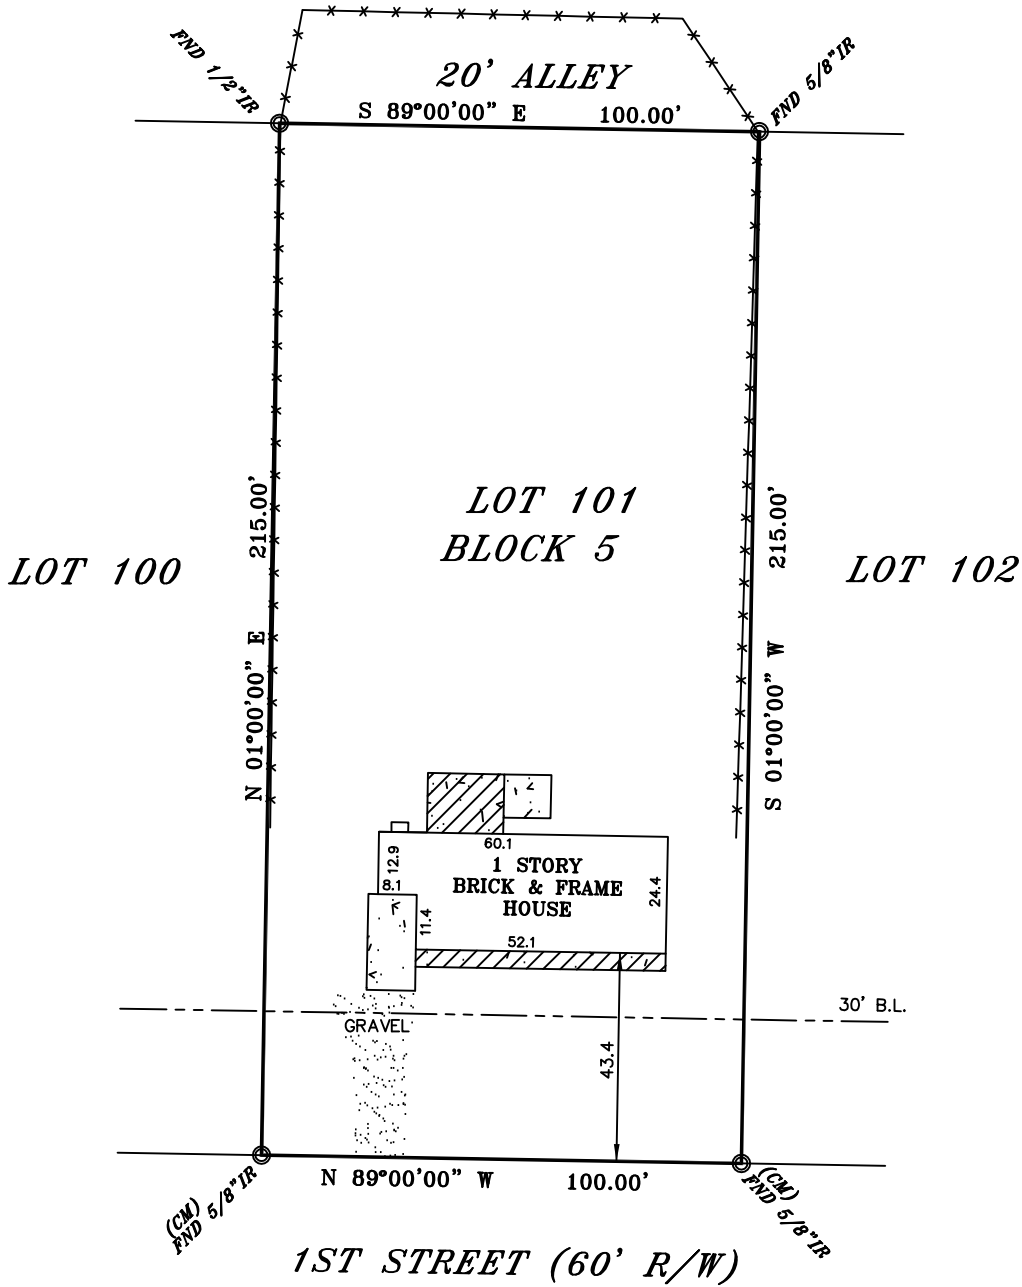 FND 1/2"IR
FND 5/8"IR
20' ALLEY
S 89°00'00" E 100.00'
LOT 101
BLOCK 5
LOT 100
LOT 102
N 01°00'00" E 215.00'
S 01°00'00" W 215.00'
60.1
12.9
8.1
1 STORY
BRICK & FRAME
HOUSE
24.4
11.4
52.1
30' B.L.
GRAVEL
43.4
N 89°00'00" W 100.00'
(CM)
FND 5/8"IR
(CM)
FND 5/8"IR
1ST STREET (60' R/W)